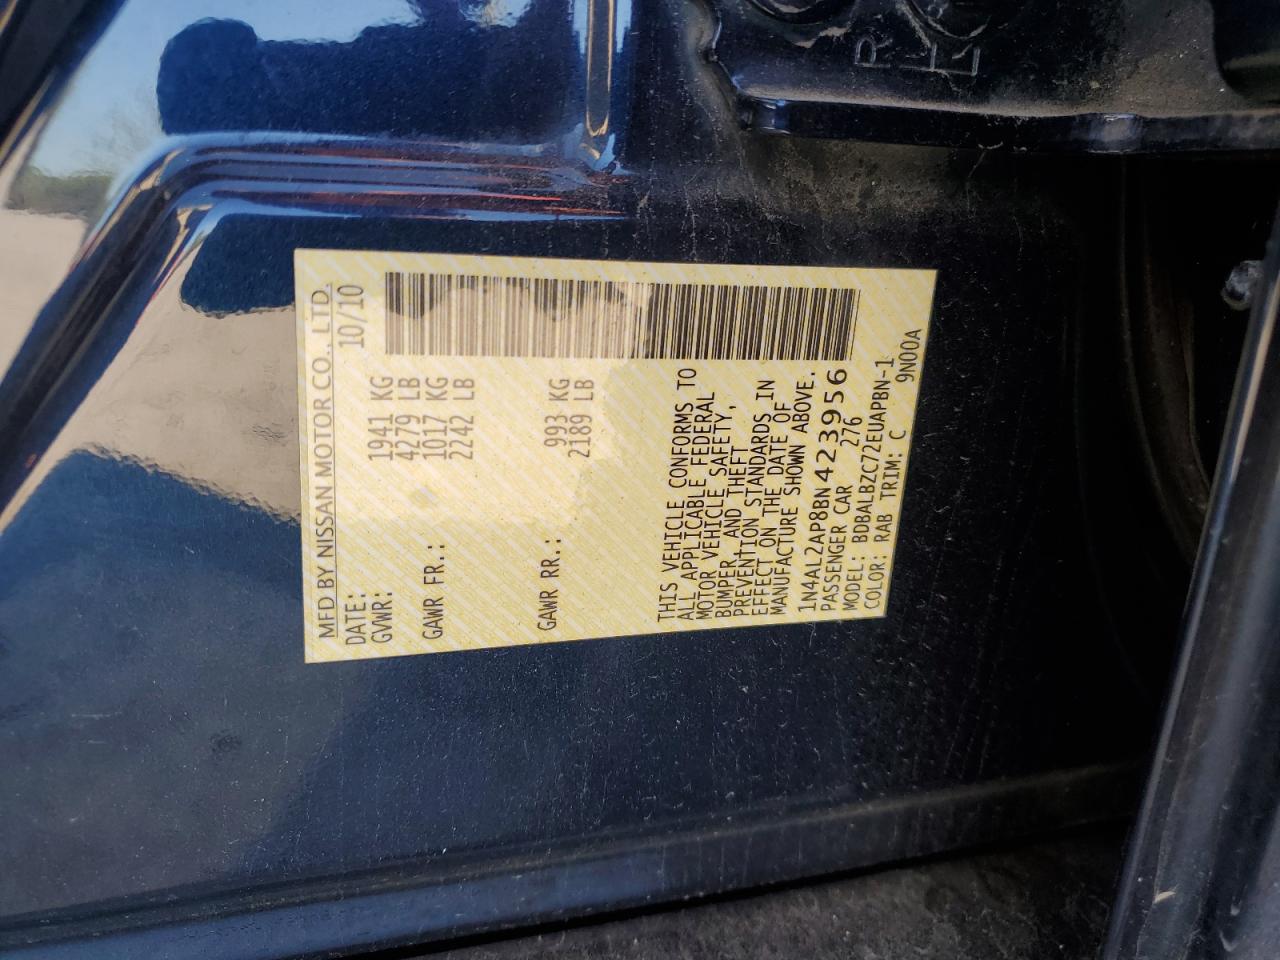 MFD BY NISSAN MOTOR CO., LTD.
DATE: 10/10
GVWR: 1941 KG
4279 LB
GAWR FR.: 1017 KG
2242 LB
GAWR RR.: 993 KG
2189 LB
THIS VEHICLE CONFORMS TO
ALL APPLICABLE FEDERAL
MOTOR VEHICLE SAFETY,
BUMPER, AND THEFT
PREVENTION STANDARDS IN
EFFECT ON THE DATE OF
MANUFACTURE SHOWN ABOVE.
1N4AL2AP8BN423956
PASSENGER CAR 276
MODEL: BDBALBZC72EUAPBN-1
COLOR: RAB TRIM: C 9N00A